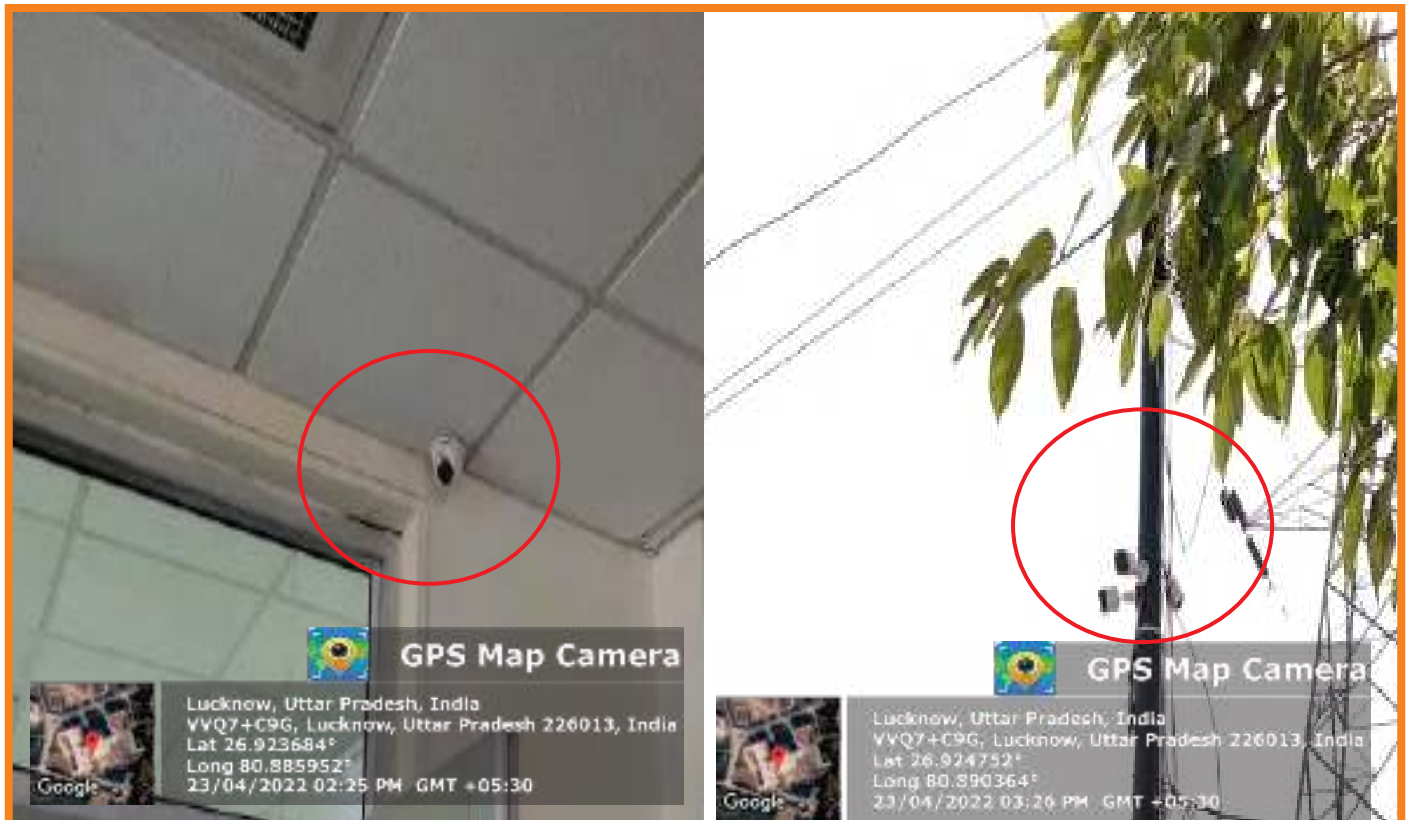 GPS Map Camera
Lucknow, Uttar Pradesh, India
VVQ7+C9G, Lucknow, Uttar Pradesh 226013, India
Lat 26.923684°
Long 80.885952°
23/04/2022 02:25 PM GMT +05:30
Google
GPS Map Camera
Lucknow, Uttar Pradesh, India
VVQ7+C9G, Lucknow, Uttar Pradesh 226013, India
Lat 26.924752°
Long 80.890364°
23/04/2022 03:26 PM GMT +05:30
Google